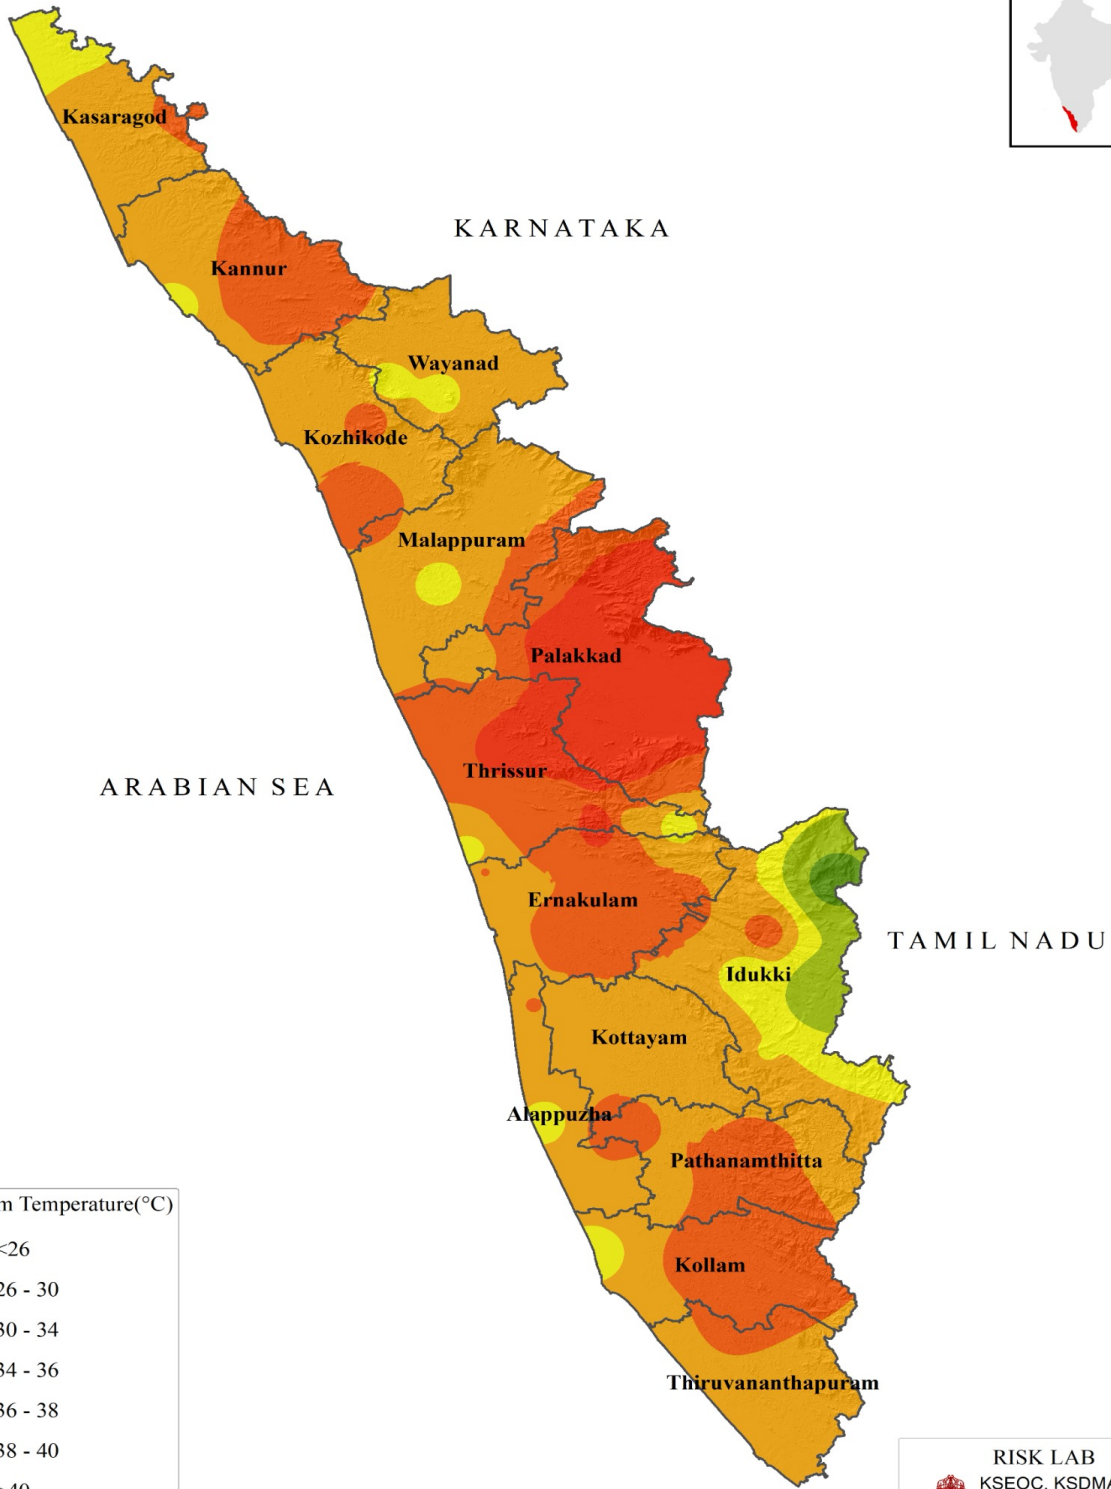 Kasaragod
KARNATAKA
Kannur
Wayanad
Kozhikode
Malappuram
Palakkad
Thrissur
ARABIAN SEA
Ernakulam
TAMIL NADU
Idukki
Kottayam
Alappuzha
Pathanamthitta
Kollam
Thiruvananthapuram
m Temperature(°C)
<26
26 - 30
30 - 34
34 - 36
36 - 38
38 - 40
RISK LAB
KSEOC, KSDMA